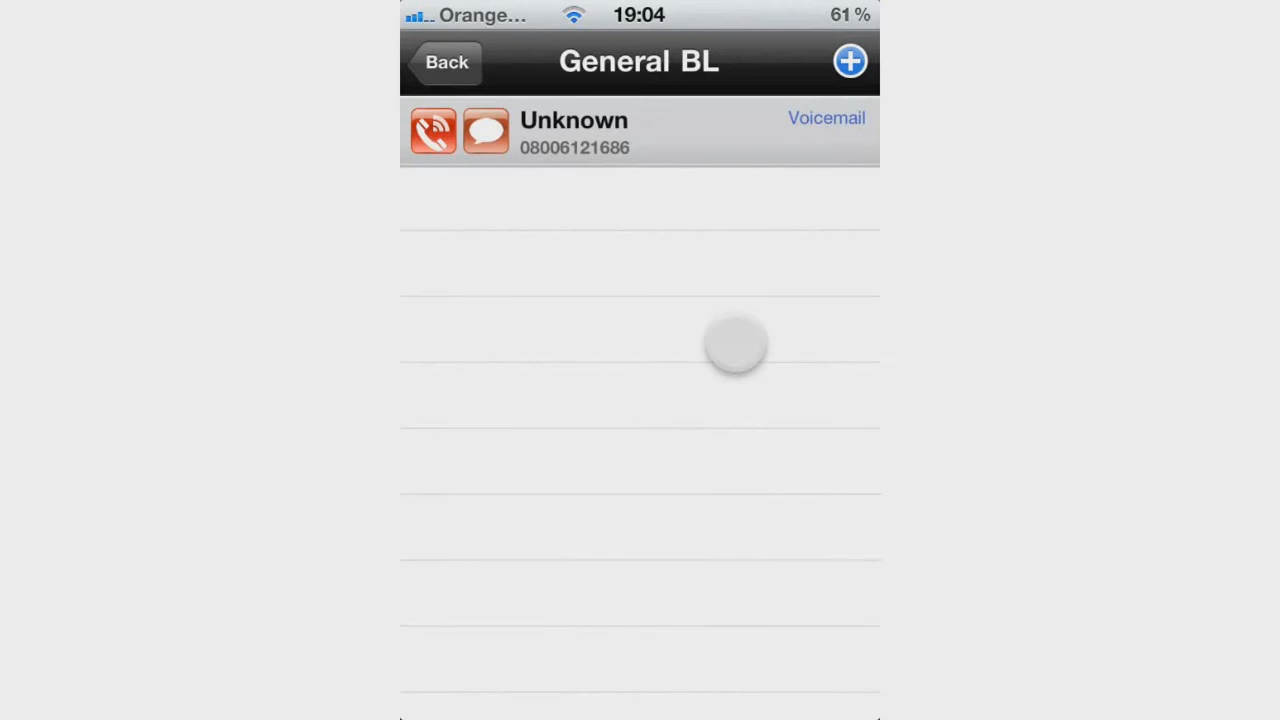 Orange... 19:04 61 %
Back General BL
Unknown Voicemail
08006121686